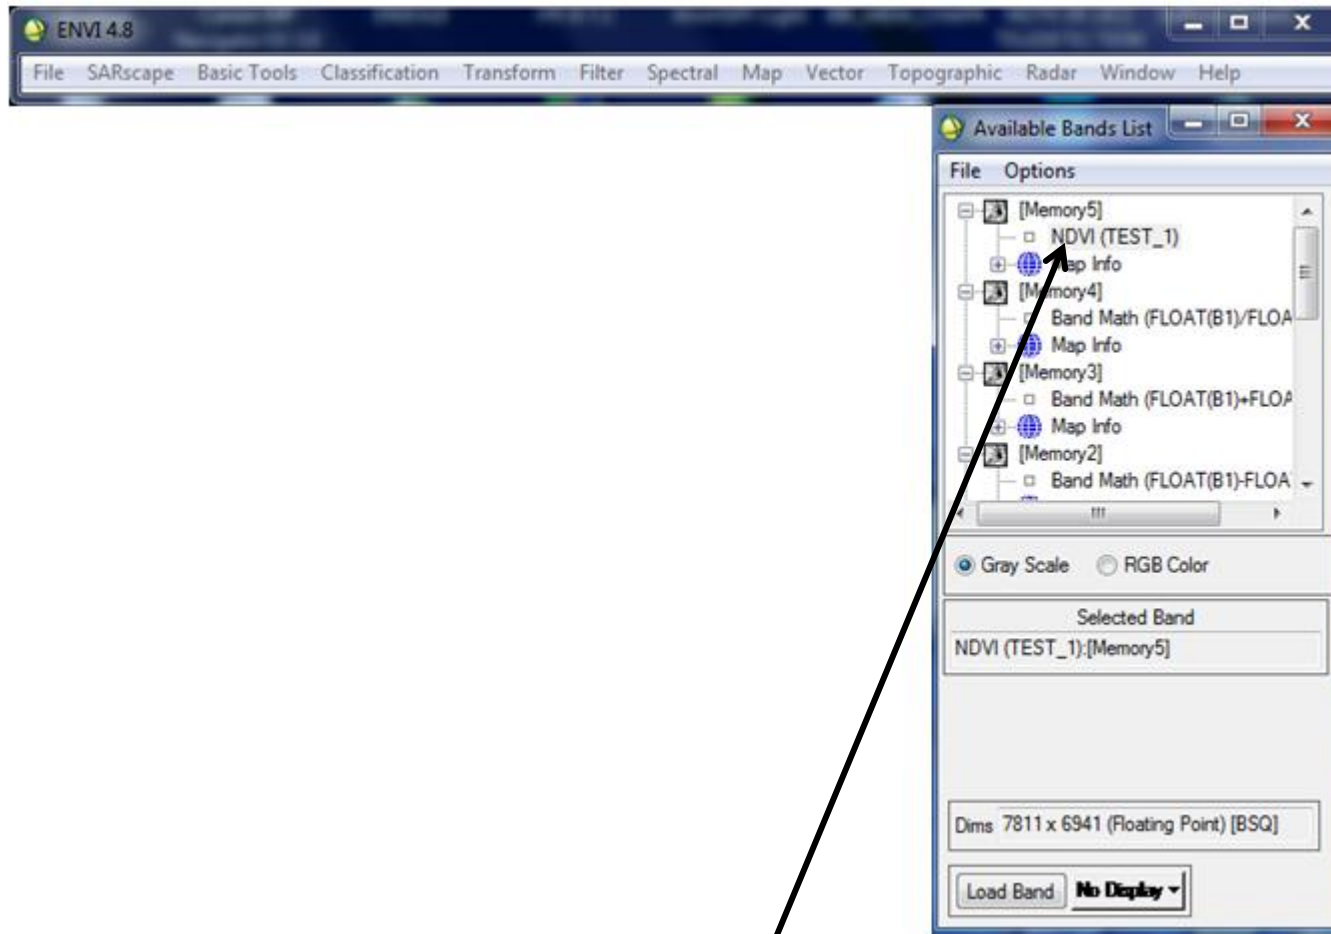 ENVI 4.8
File SARscape Basic Tools Classification Transform Filter Spectral Map Vector Topographic Radar Window Help
Available Bands List
File Options
[Memory5]
NDVI (TEST_1)
Map Info
[Memory4]
Band Math (FLOAT(B1)/FLOA
Map Info
[Memory3]
Band Math (FLOAT(B1)+FLOA
Map Info
[Memory2]
Band Math (FLOAT(B1)-FLOA
Gray Scale RGB Color
Selected Band
NDVI (TEST_1):[Memory5]
Dims 7811 x 6941 (Floating Point) [BSQ]
Load Band No Display